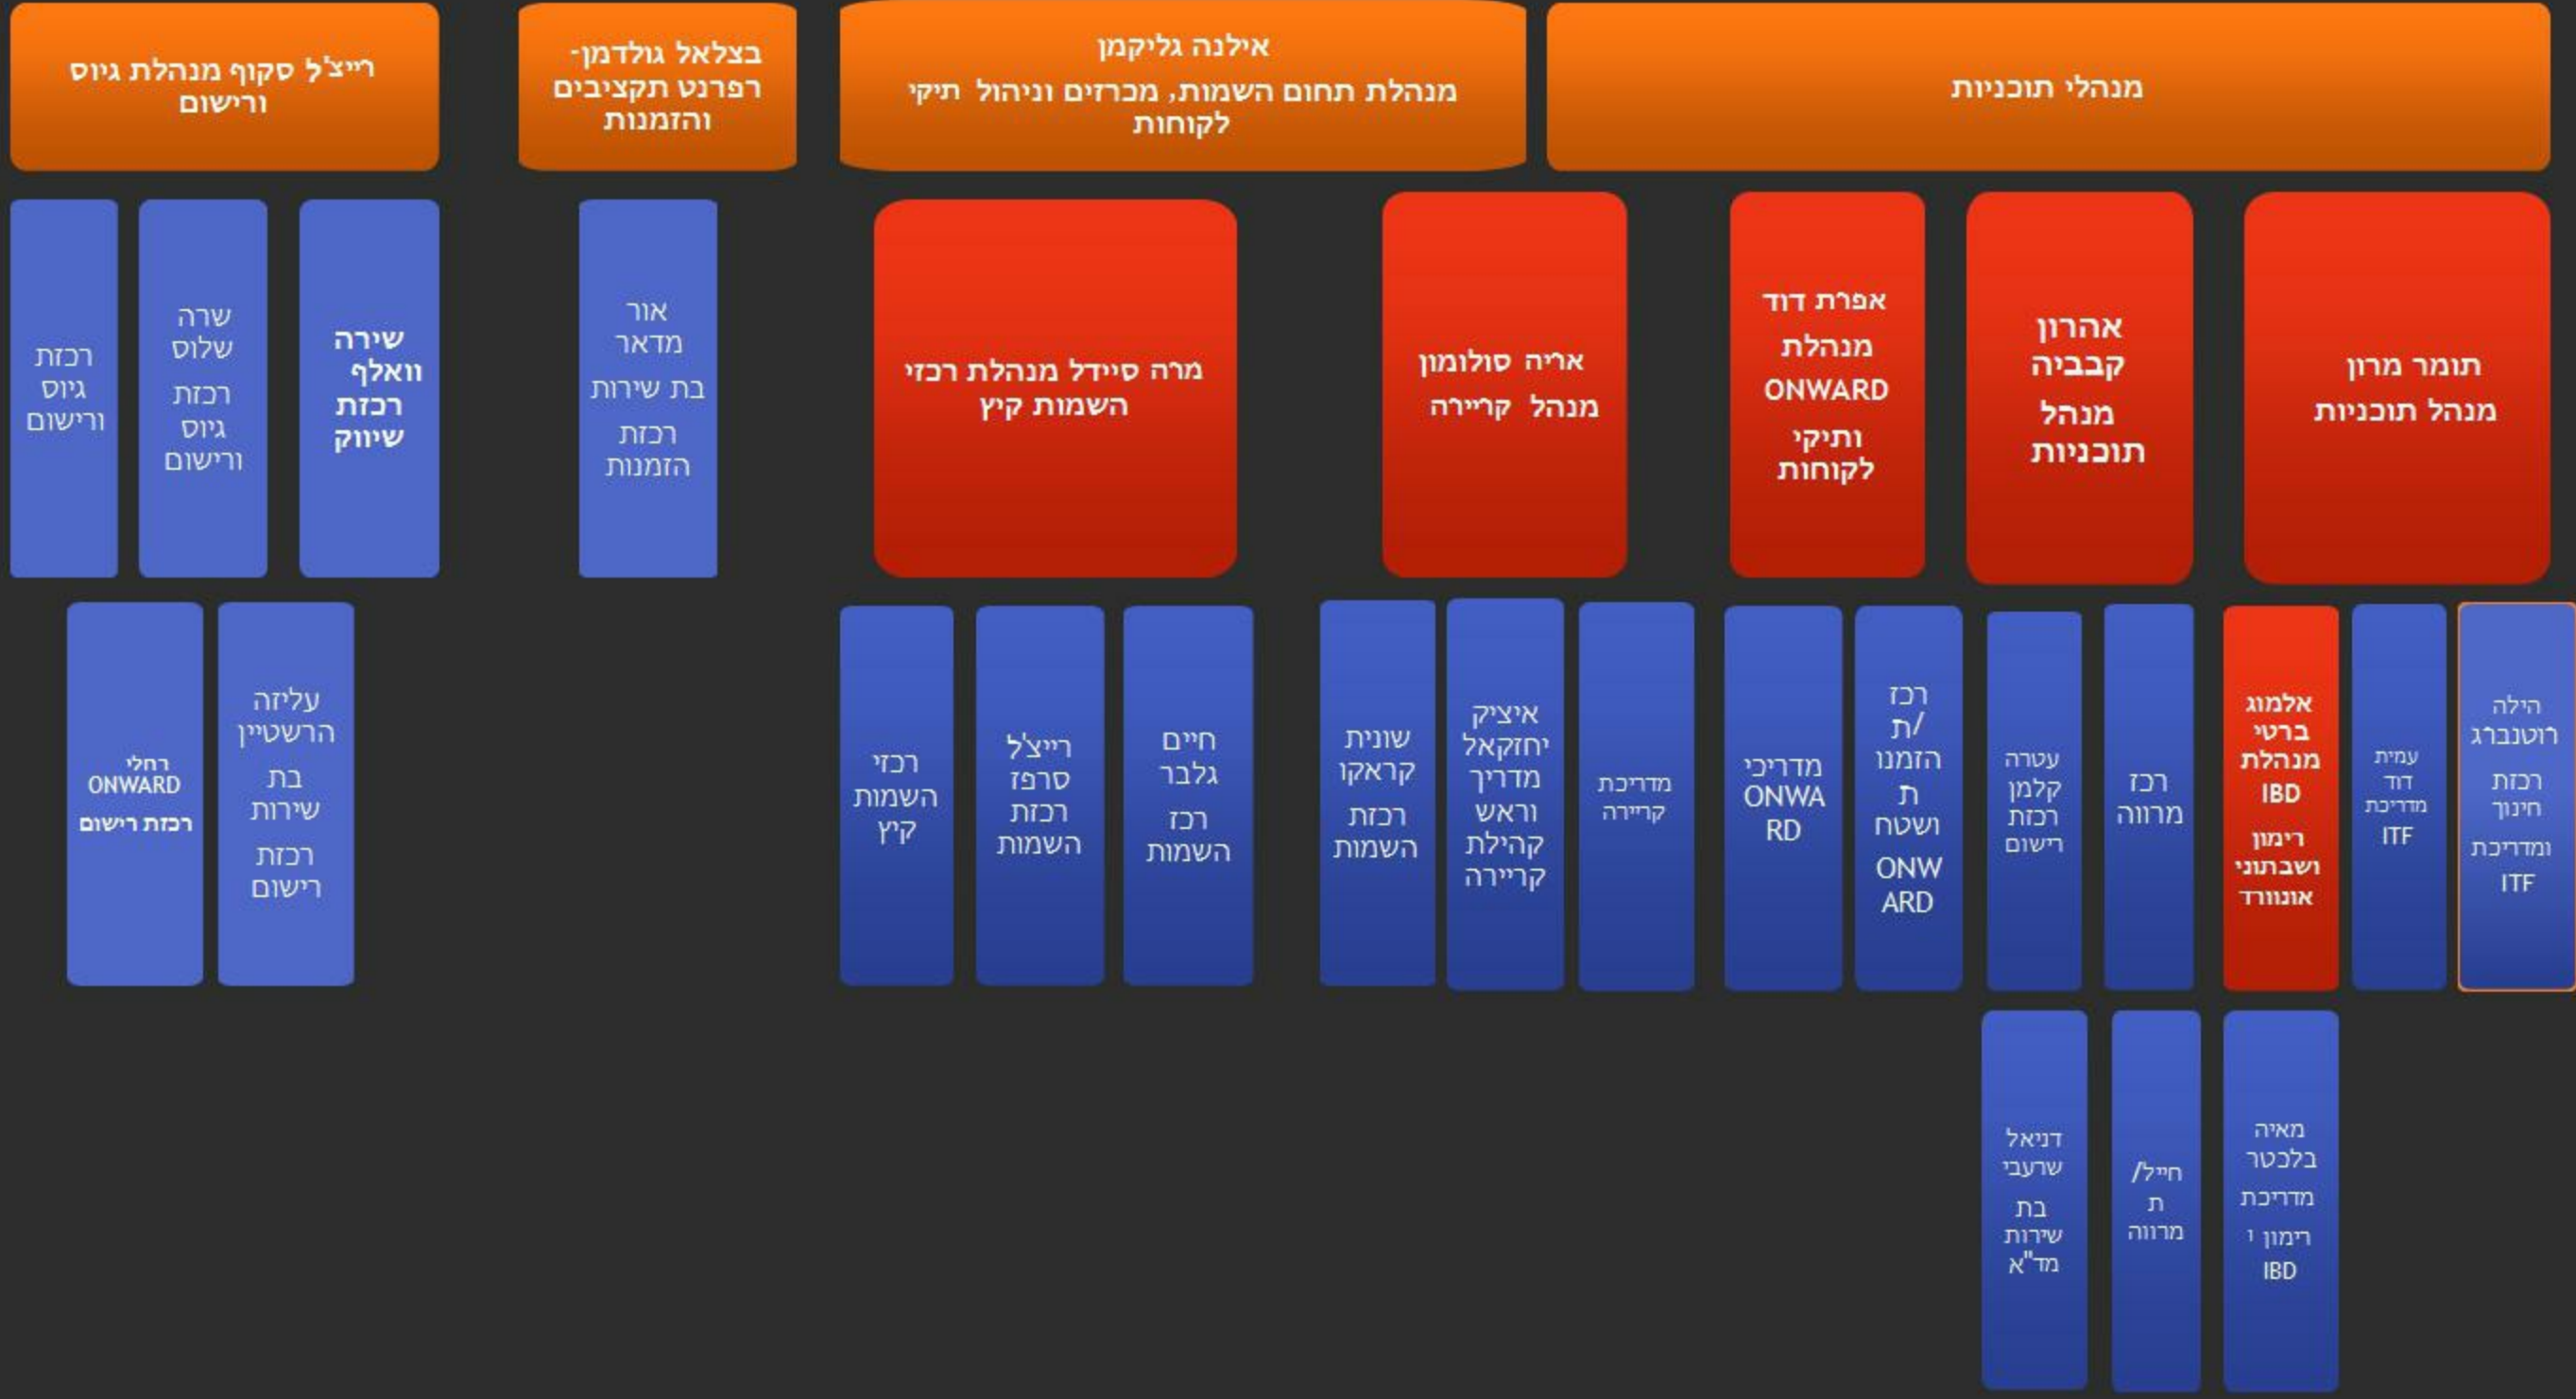 מנהלי תוכניות
אילנה גליקמן
מנהלת תחום השמות, מכרזים וניהול תיקי
לקוחות
בצלאל גולדמן-
רפרנט תקציבים
והזמנות
רייצ'ל סקוף מנהלת גיוס
ורישום
תומר מרון
מנהל תוכניות
אהרון
קבביה
מנהל
תוכניות
אפרת דוד
מנהלת
ONWARD
ותיקי
לקוחות
אריה סולומון
מנהל קריירה
מרה סיידל מנהלת רכזי
השמות קיץ
אור
מדאר
בת שירות
רכזת
הזמנות
שירה
וואלף
רכזת
שיווק
שרה
שלוס
רכזת
גיוס
ורישום
רכזת
גיוס
ורישום
הילה
רוטנברג
רכזת
חינוך
ומדריכת
ITF
עמית
דוד
מדריכת
ITF
אלמוג
ברטי
מנהלת
IBD
רימון
ושבתוני
אונוורד
רכז
מרווה
עטרה
קלמן
רכזת
רישום
רכז
/ת
הזמנו
ת
ושטח
ONW
ARD
מדריכי
ONWA
RD
מדריכת
קריירה
איציק
יחזקאל
מדריך
וראש
קהילת
קריירה
שונית
קראקו
רכזת
השמות
חיים
גלבר
רכז
השמות
רייצ'ל
סרפז
רכזת
השמות
רכזי
השמות
קיץ
עליזה
הרשטיין
בת
שירות
רכזת
רישום
רחלי
ONWARD
רכזת רישום
מאיה
בלכטר
מדריכת
רימון ו
IBD
חייל/
ת
מרווה
דניאל
שרעבי
בת
שירות
מד"א